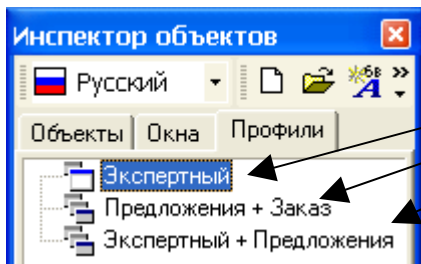 Инспектор объектов
Русский
Объекты Окна Профили
Экспертный
Предложения + Заказ
Экспертный + Предложения